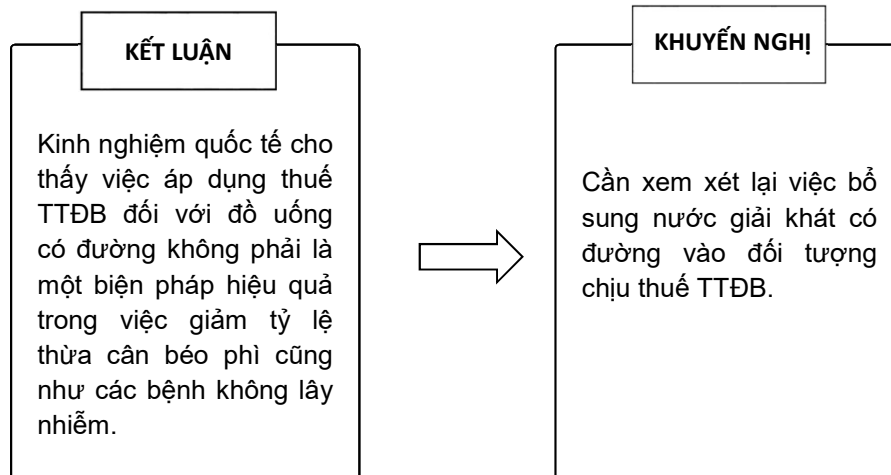 KẾT LUẬN
Kinh nghiệm quốc tế cho
thấy việc áp dụng thuế
TTĐB đối với đồ uống
có đường không phải là
một biện pháp hiệu quả
trong việc giảm tỷ lệ
thừa cân béo phì cũng
như các bệnh không lây
nhiễm.
KHUYẾN NGHỊ
Cần xem xét lại việc bổ
sung nước giải khát có
đường vào đối tượng
chịu thuế TTĐB.